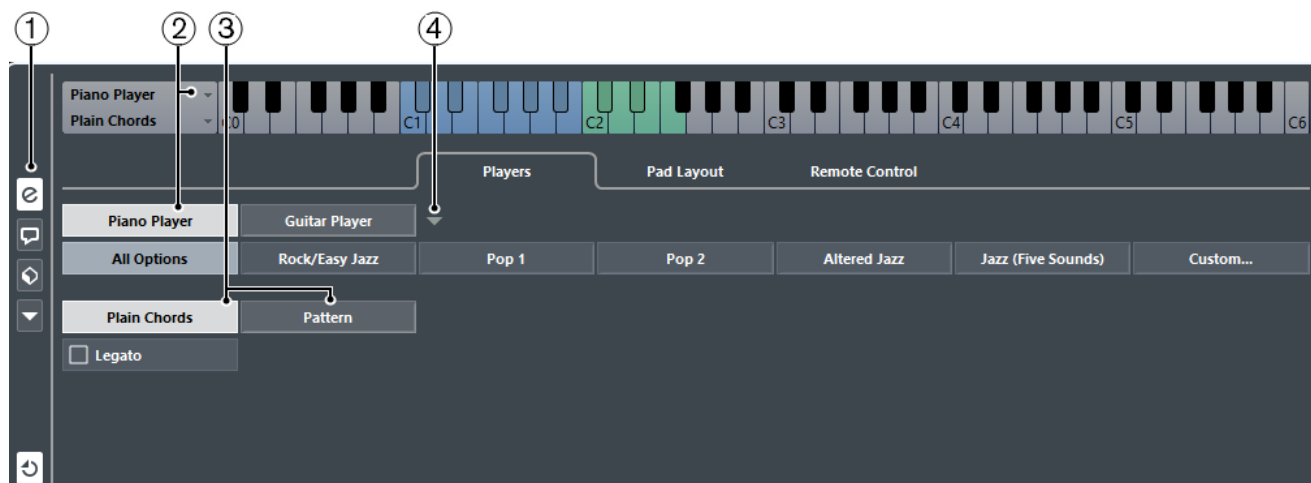 1 2 3 4
Piano Player
Plain Chords
C1 C2 C3 C4 C5 C6
Players Pad Layout Remote Control
Piano Player Guitar Player
All Options Rock/Easy Jazz Pop 1 Pop 2 Altered Jazz Jazz (Five Sounds) Custom...
Plain Chords Pattern
Legato